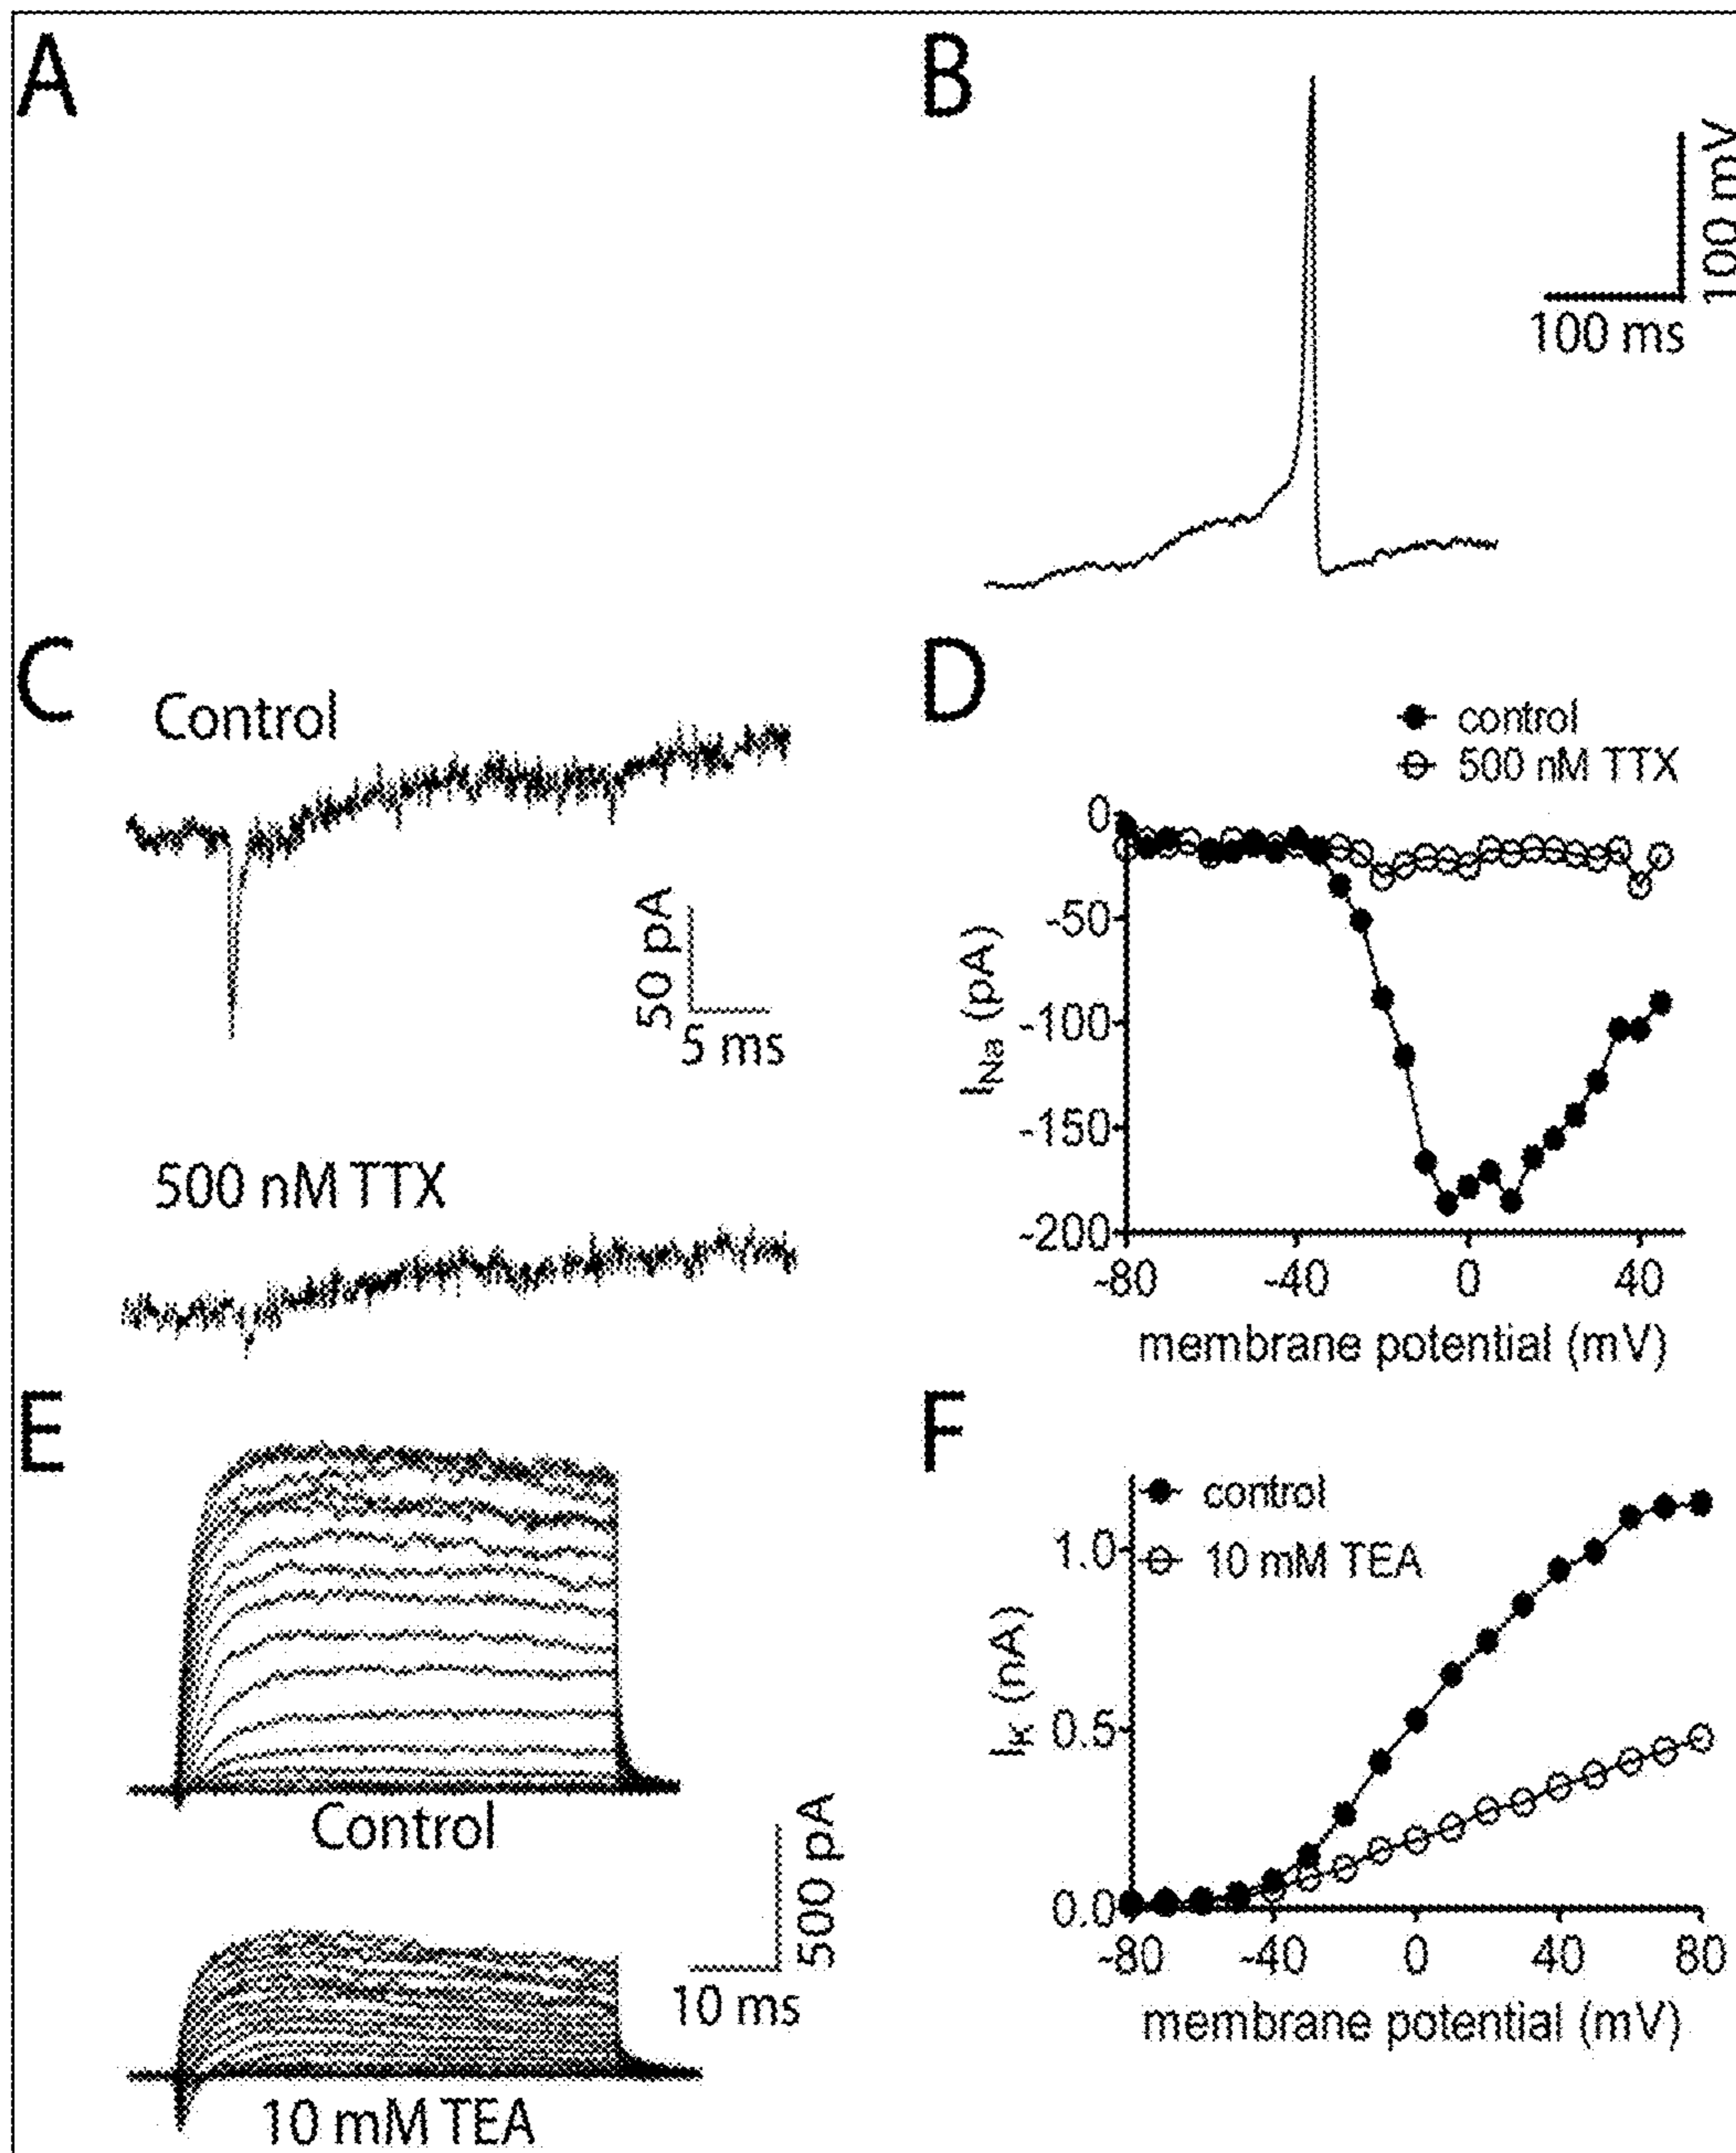 A
B
100 mV
100 ms
C
Control
50 pA
5 ms
500 nM TTX
D
control
500 nM TTX
0
-50
-100
-150
-200
I_Na (pA)
-80 -40 0 40
membrane potential (mV)
E
Control
500 pA
10 ms
10 mM TEA
F
control
10 mM TEA
1.0
0.5
0.0
I_K (nA)
-80 -40 0 40 80
membrane potential (mV)